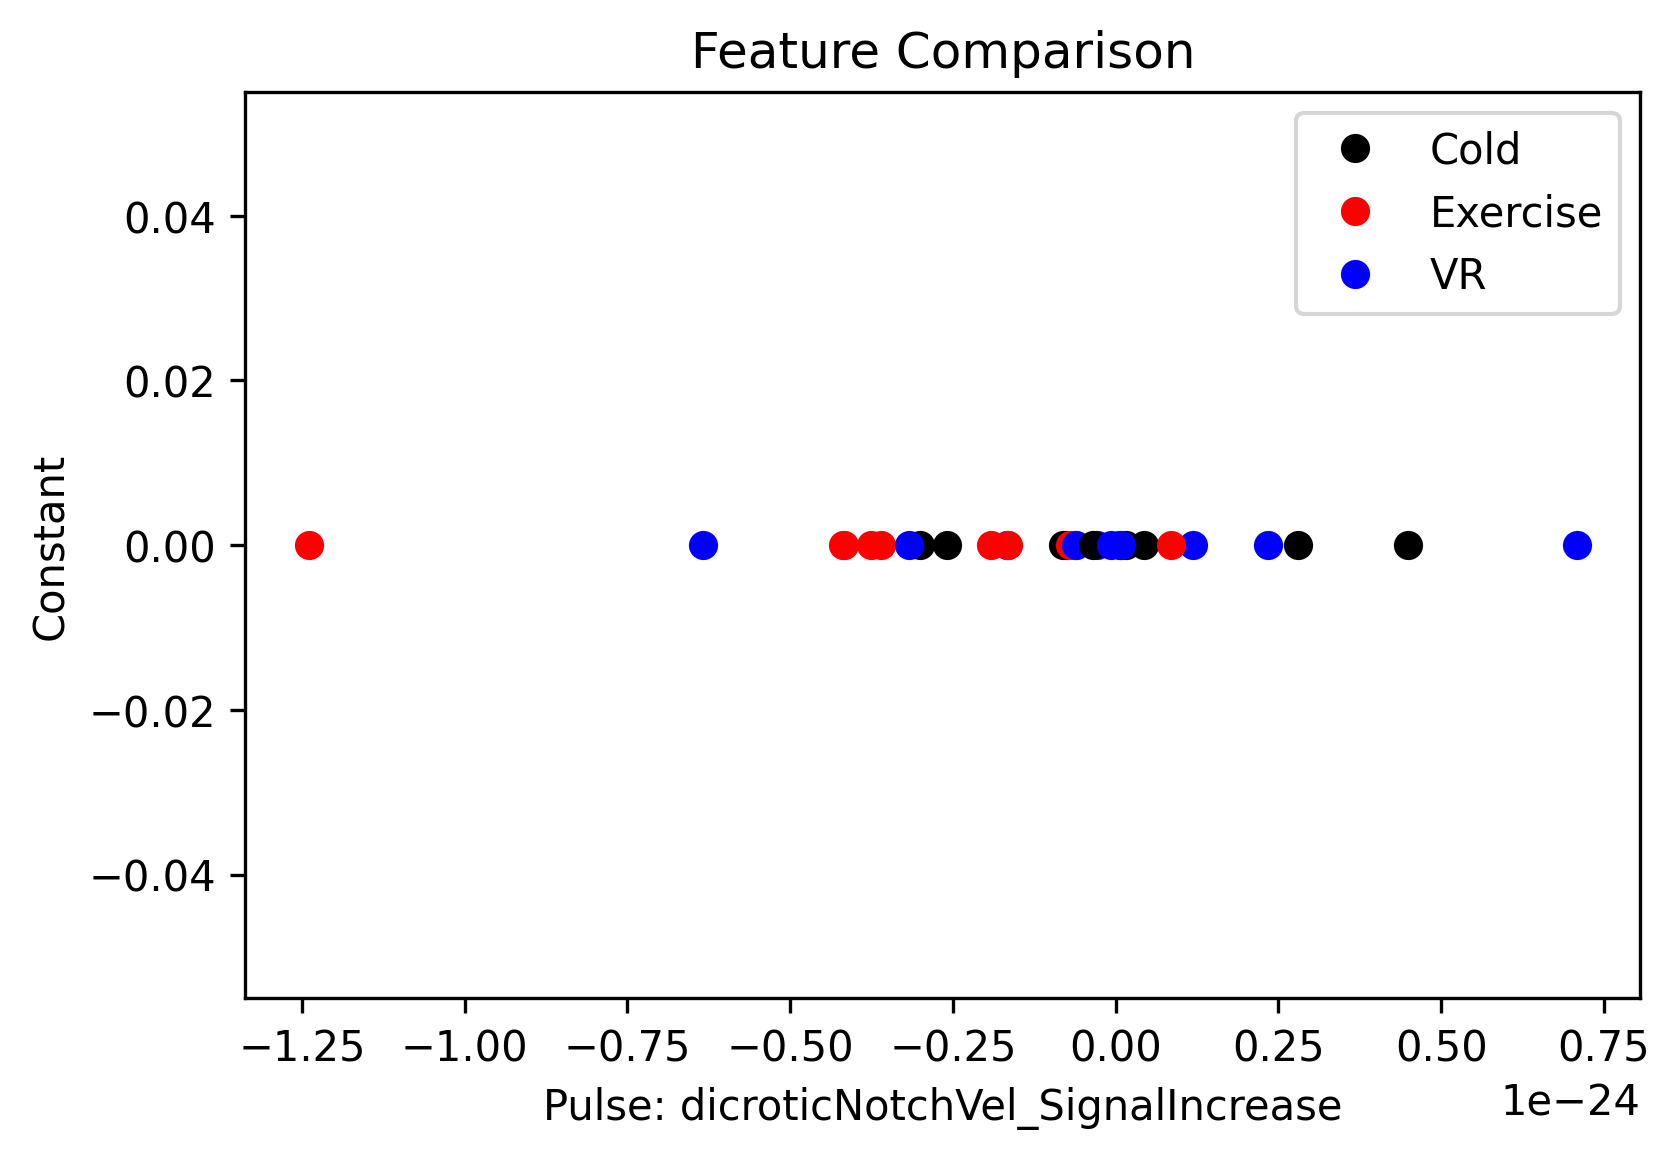 Feature Comparison
Cold
Exercise
VR
0.04
0.02
0.00
−0.02
−0.04
Constant
−1.25 −1.00 −0.75 −0.50 −0.25 0.00 0.25 0.50 0.75
1e−24
Pulse: dicroticNotchVel_SignalIncrease